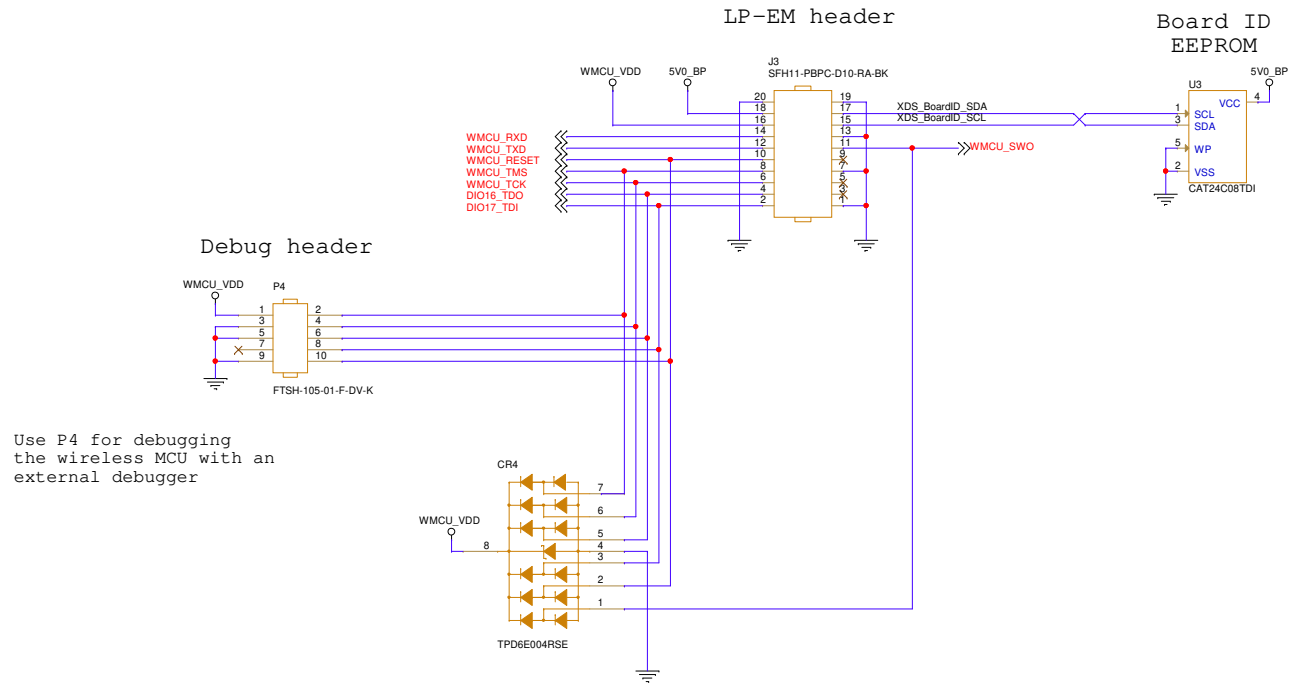 LP-EM header
Board ID
EEPROM
J3
SFH11-PBPC-D10-RA-BK
WMCU_VDD
5V0_BP
5V0_BP
U3
20
19
18
17
XDS_BoardID_SDA
1
SCL
VCC
4
16
15
XDS_BoardID_SCL
3
SDA
WMCU_RXD
14
13
WMCU_TXD
12
11
WMCU_SWO
5
WP
WMCU_RESET
10
9
WMCU_TMS
8
7
2
VSS
WMCU_TCK
6
5
CAT24C08TDI
DIO16_TDO
4
3
DIO17_TDI
2
1
Debug header
WMCU_VDD
P4
1
2
3
4
5
6
7
8
9
10
FTSH-105-01-F-DV-K
Use P4 for debugging
the wireless MCU with an
external debugger
CR4
7
6
WMCU_VDD
5
8
4
3
2
1
TPD6E004RSE